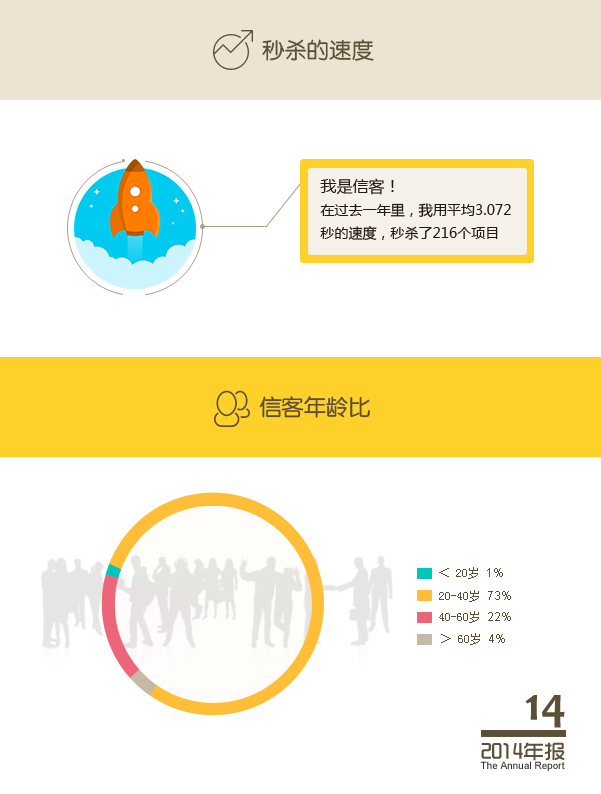 秒杀的速度
我是信客！
在过去一年里，我用平均3.072
秒的速度，秒杀了216个项目
信客年龄比
< 20岁 1%
20-40岁 73%
40-60岁 22%
> 60岁 4%
14
2014年报
The Annual Report